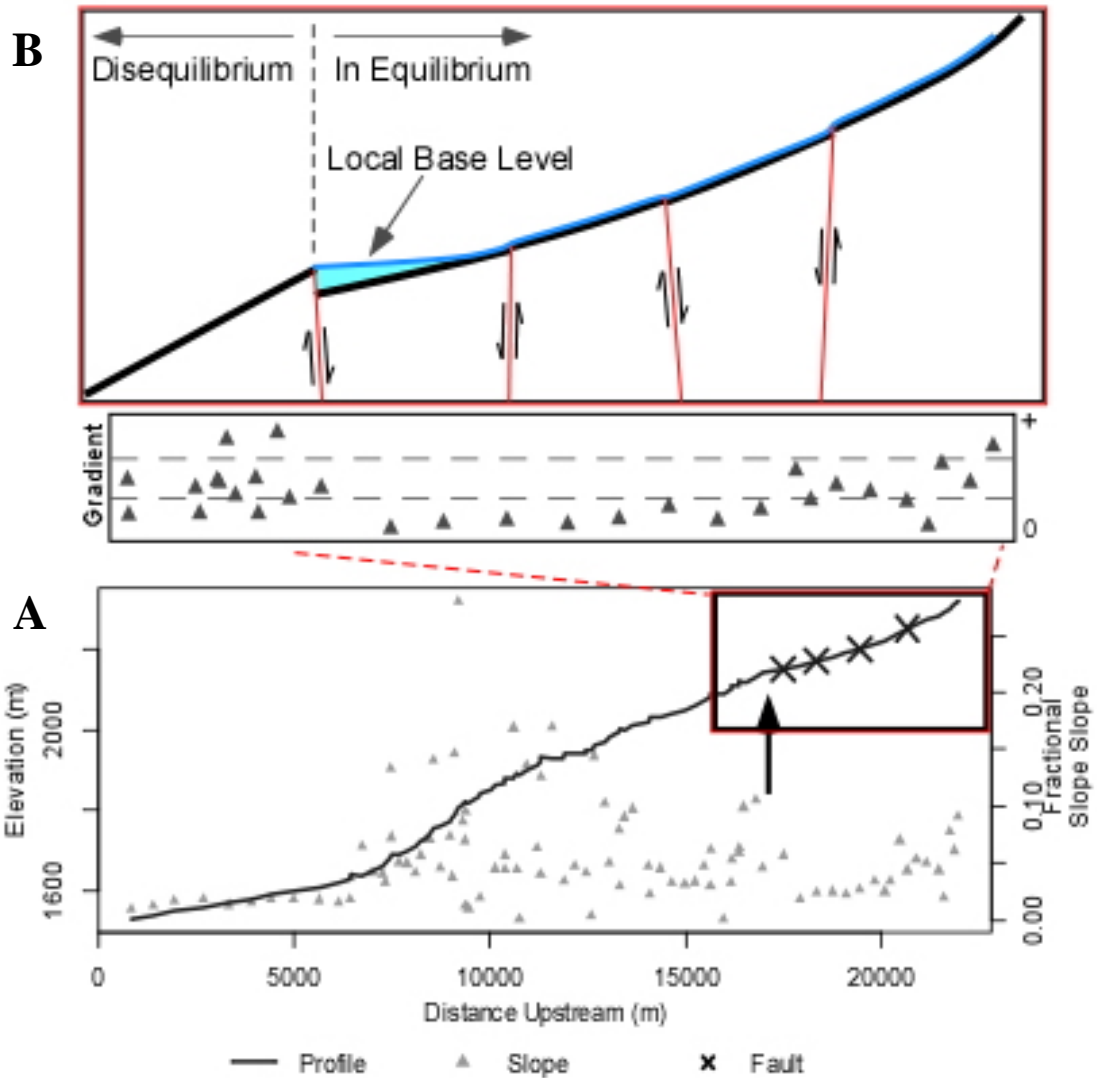 B
Disequilibrium
In Equilibrium
Local Base Level
Gradient
+
0
A
Elevation (m)
2000
1600
0.20
0.10
0.00
Fractional
Slope Slope
0
5000
10000
15000
20000
Distance Upstream (m)
Profile
Slope
Fault